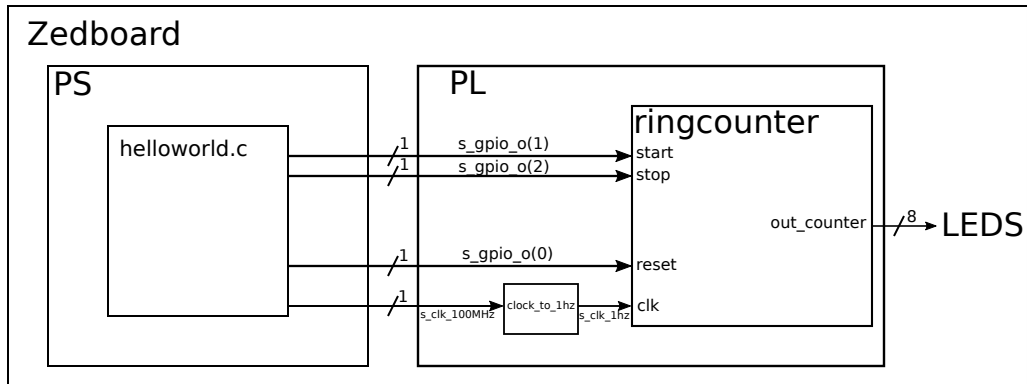 Zedboard
PS
PL
helloworld.c
ringcounter
1
s_gpio_o(1)
start
1
s_gpio_o(2)
stop
out_counter
8
LEDS
1
s_gpio_o(0)
reset
1
s_clk_100MHz
clock_to_1hz
s_clk_1hz
clk